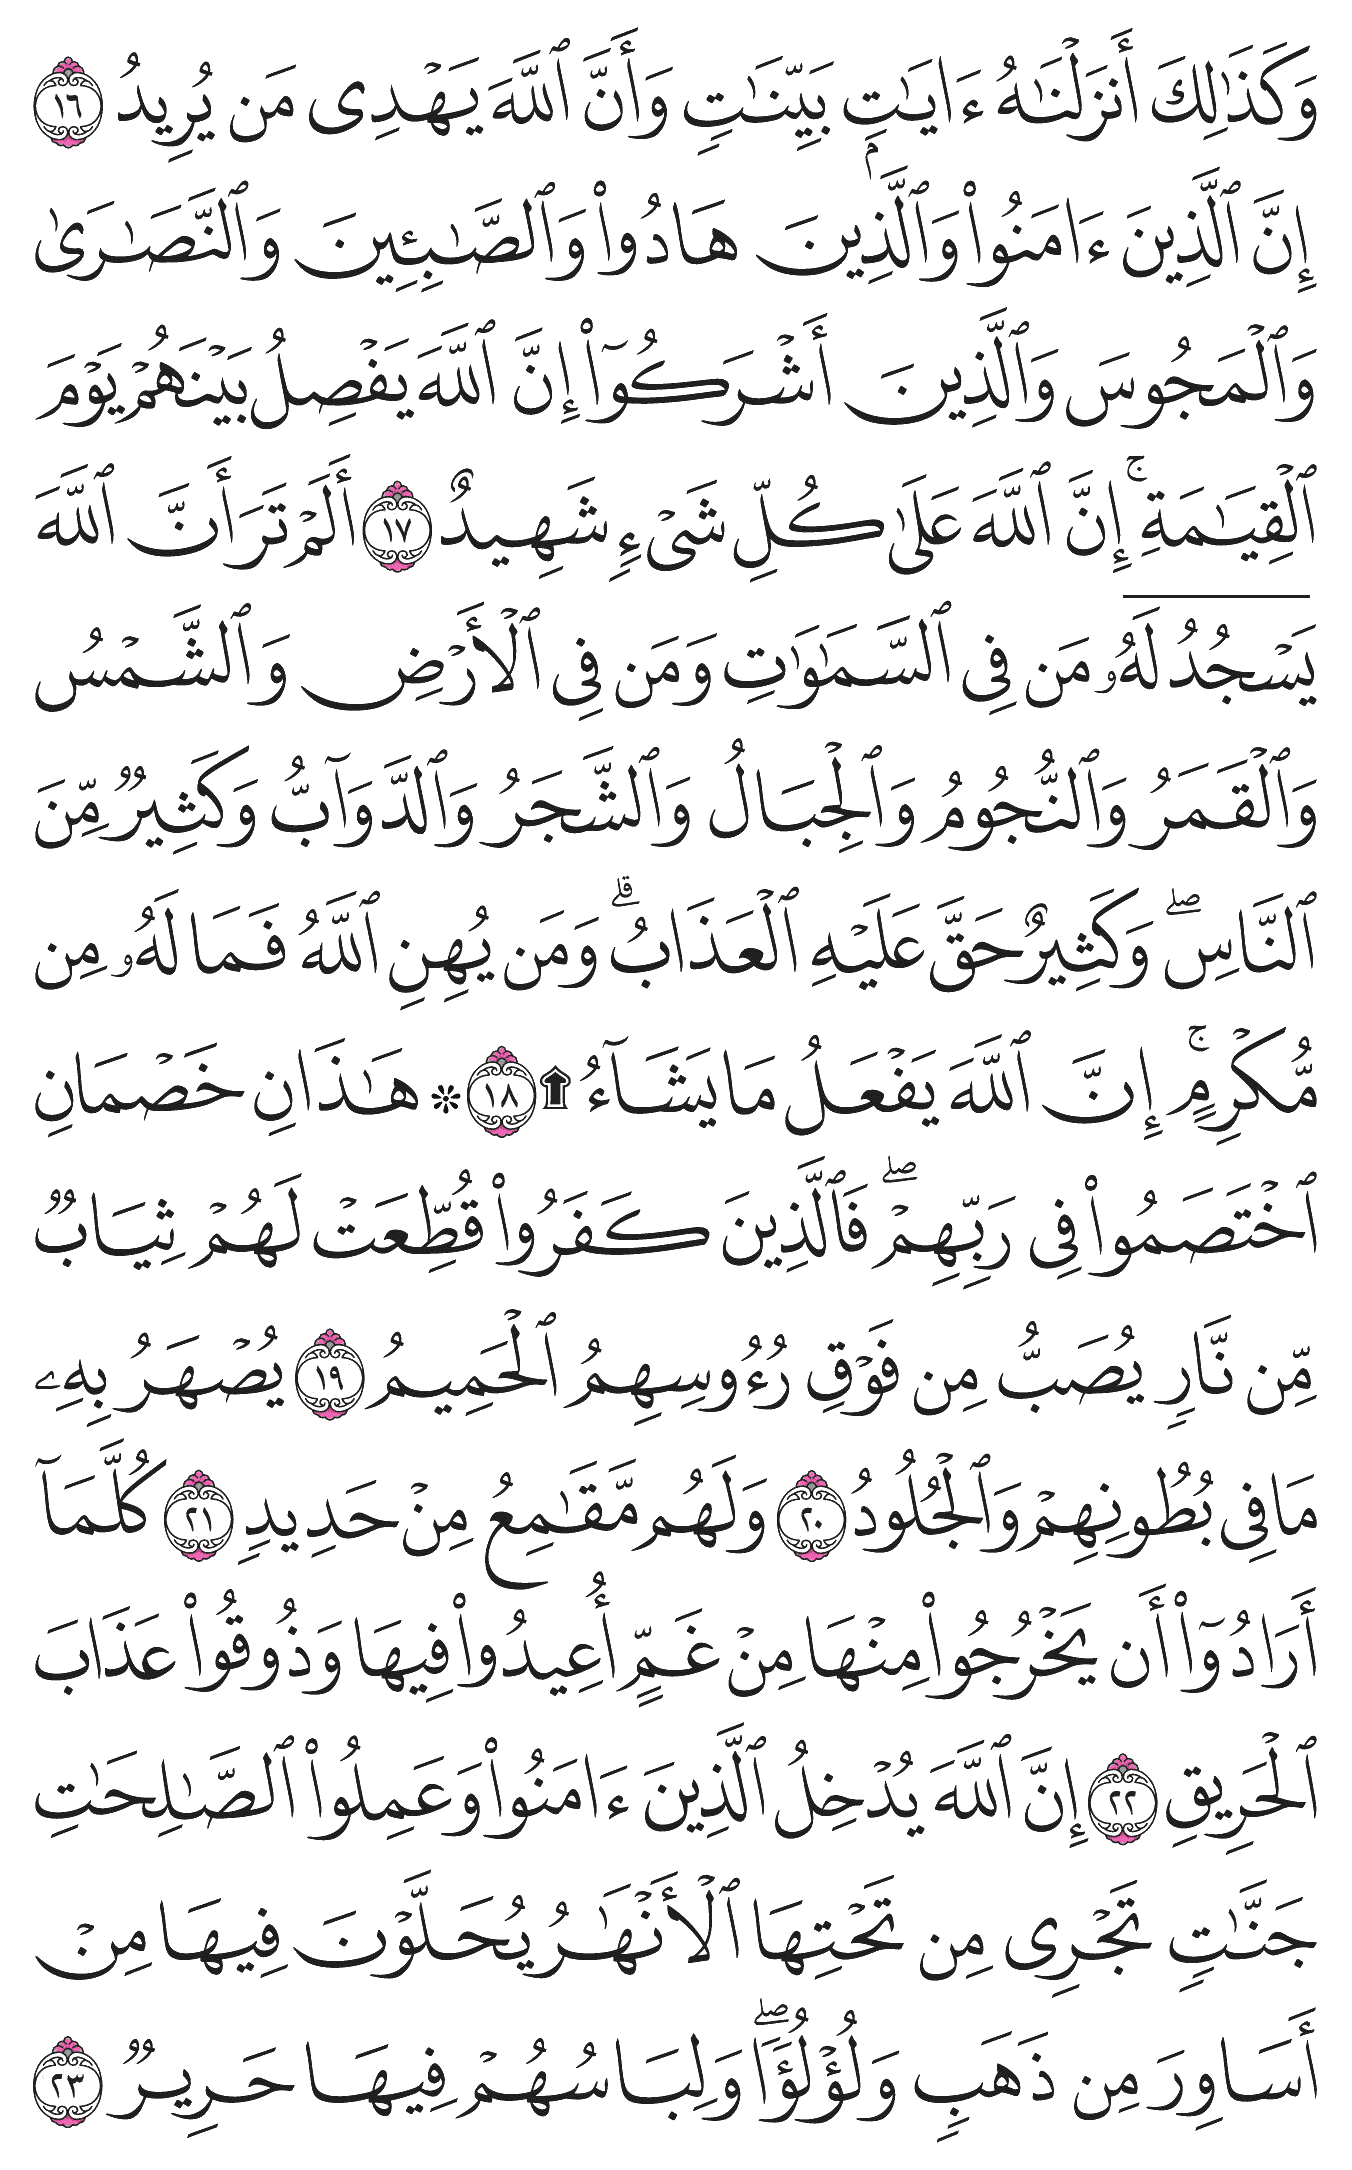 وَكَذَٰلِكَ أَنزَلْنَٰهُ ءَايَٰتٍۭ بَيِّنَٰتٍ وَأَنَّ ٱللَّهَ يَهْدِى مَن يُرِيدُ ١٦
إِنَّ ٱلَّذِينَ ءَامَنُوا۟ وَٱلَّذِينَ هَادُوا۟ وَٱلصَّٰبِـِٔينَ وَٱلنَّصَٰرَىٰ
وَٱلْمَجُوسَ وَٱلَّذِينَ أَشْرَكُوٓا۟ إِنَّ ٱللَّهَ يَفْصِلُ بَيْنَهُمْ يَوْمَ
ٱلْقِيَٰمَةِ ۚ إِنَّ ٱللَّهَ عَلَىٰ كُلِّ شَىْءٍ شَهِيدٌ ١٧ أَلَمْ تَرَ أَنَّ ٱللَّهَ
يَسْجُدُ لَهُۥ مَن فِى ٱلسَّمَٰوَٰتِ وَمَن فِى ٱلْأَرْضِ وَٱلشَّمْسُ
وَٱلْقَمَرُ وَٱلنُّجُومُ وَٱلْجِبَالُ وَٱلشَّجَرُ وَٱلدَّوَآبُّ وَكَثِيرٌ مِّنَ
ٱلنَّاسِ ۖ وَكَثِيرٌ حَقَّ عَلَيْهِ ٱلْعَذَابُ ۗ وَمَن يُهِنِ ٱللَّهُ فَمَا لَهُۥ مِن
مُّكْرِمٍ ۚ إِنَّ ٱللَّهَ يَفْعَلُ مَا يَشَآءُ ۩ ١٨ ۞ هَٰذَانِ خَصْمَانِ
ٱخْتَصَمُوا۟ فِى رَبِّهِمْ ۖ فَٱلَّذِينَ كَفَرُوا۟ قُطِّعَتْ لَهُمْ ثِيَابٌ
مِّن نَّارٍ يُصَبُّ مِن فَوْقِ رُءُوسِهِمُ ٱلْحَمِيمُ ١٩ يُصْهَرُ بِهِۦ
مَا فِى بُطُونِهِمْ وَٱلْجُلُودُ ٢٠ وَلَهُم مَّقَٰمِعُ مِنْ حَدِيدٍ ٢١ كُلَّمَآ
أَرَادُوٓا۟ أَن يَخْرُجُوا۟ مِنْهَا مِنْ غَمٍّ أُعِيدُوا۟ فِيهَا وَذُوقُوا۟ عَذَابَ
ٱلْحَرِيقِ ٢٢ إِنَّ ٱللَّهَ يُدْخِلُ ٱلَّذِينَ ءَامَنُوا۟ وَعَمِلُوا۟ ٱلصَّٰلِحَٰتِ
جَنَّٰتٍ تَجْرِى مِن تَحْتِهَا ٱلْأَنْهَٰرُ يُحَلَّوْنَ فِيهَا مِنْ
أَسَاوِرَ مِن ذَهَبٍ وَلُؤْلُؤًا ۖ وَلِبَاسُهُمْ فِيهَا حَرِيرٌ ٢٣